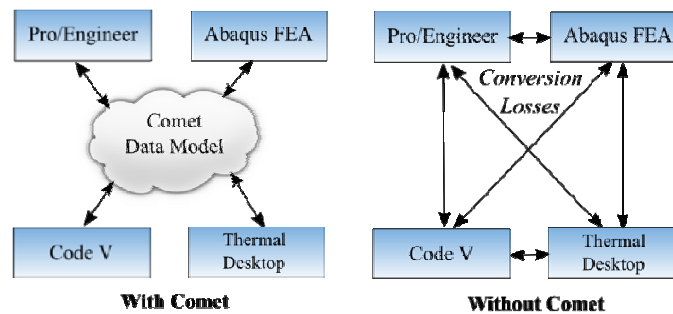 Pro/Engineer
Abaqus FEA
Comet
Data Model
Code V
Thermal
Desktop
With Comet
Pro/Engineer
Abaqus FEA
Conversion
Losses
Code V
Thermal
Desktop
Without Comet